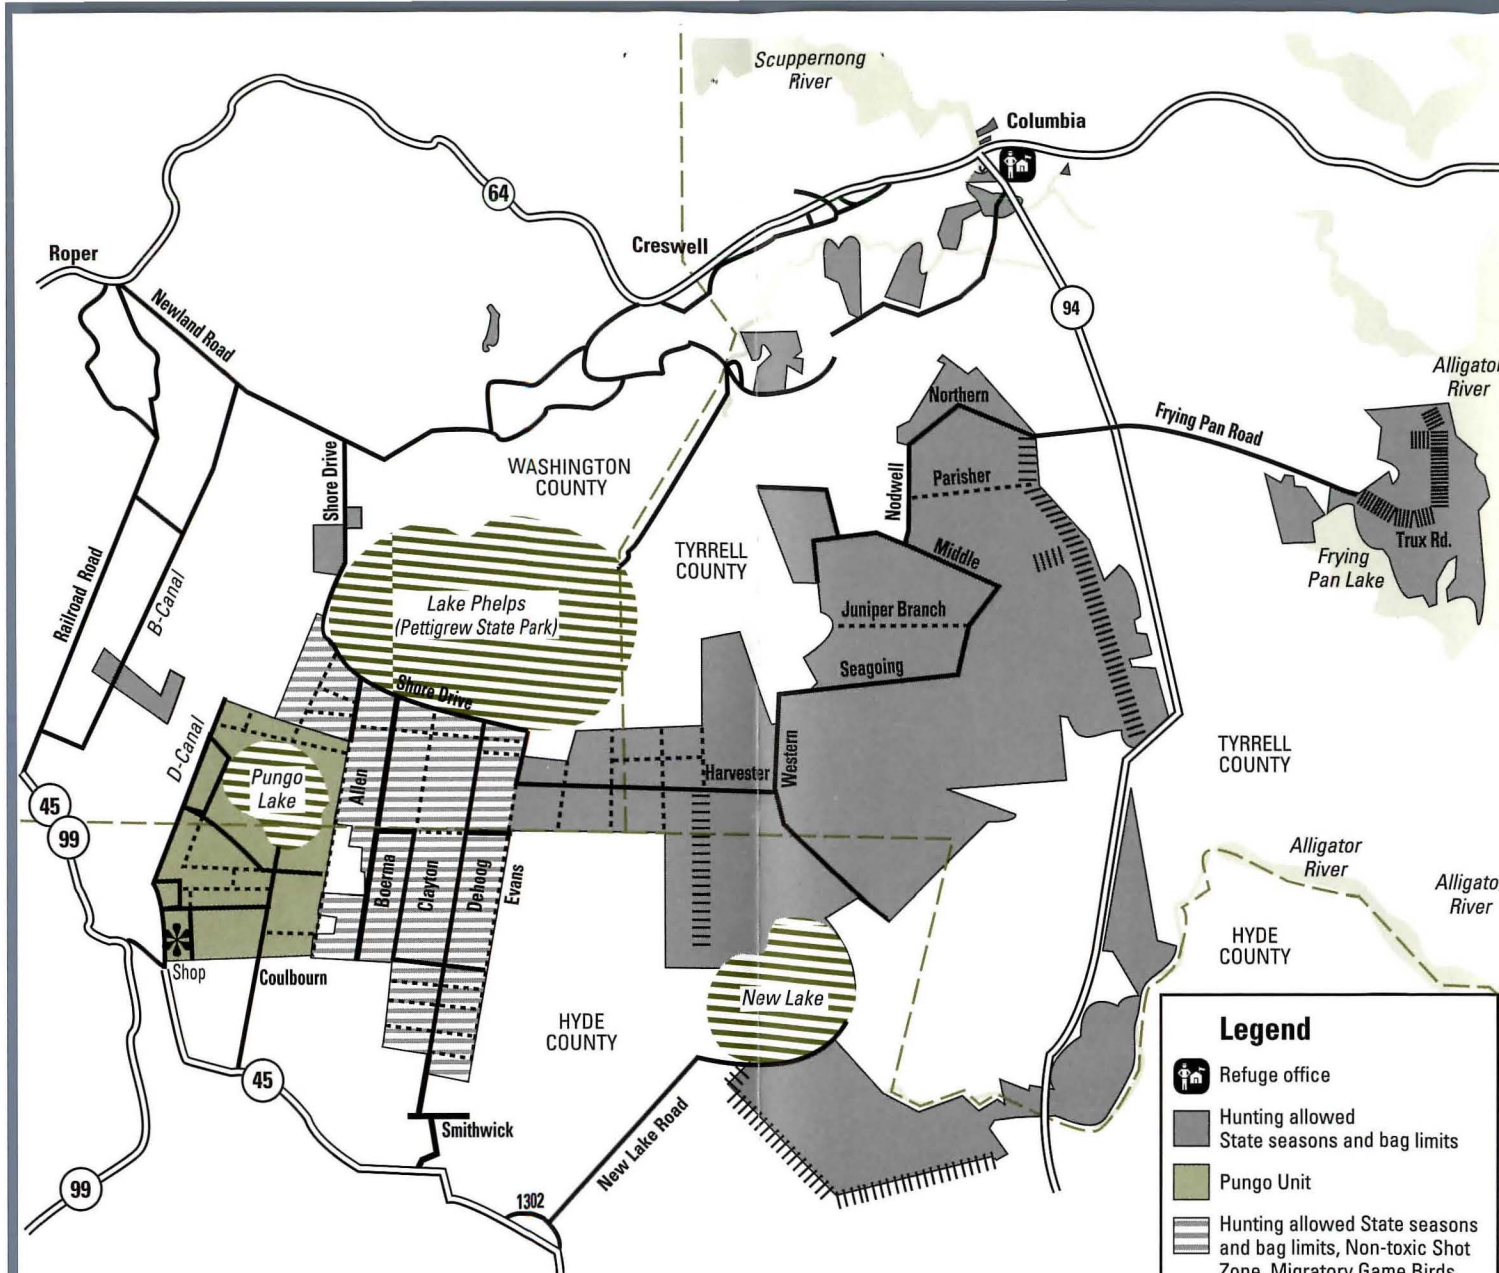 Scuppernong
River
Columbia
64
Creswell
Roper
Newland Road
94
Alligator
River
Northern
Frying Pan Road
Shore Drive
WASHINGTON
COUNTY
Nodwell
Parisher
Trux Rd.
Frying
Pan Lake
TYRRELL
COUNTY
Middle
Railroad Road
B-Canal
Lake Phelps
(Pettigrew State Park)
Juniper Branch
Seagoing
Shore Drive
D-Canal
Pungo
Lake
Allen
Harvester
Western
TYRRELL
COUNTY
45
99
Boerma
Clayton
Dehoog
Evans
Alligator
River
Alligato
River
HYDE
COUNTY
Shop
Coulbourn
New Lake
HYDE
COUNTY
45
Smithwick
New Lake Road
99
1302
Legend
Refuge office
Hunting allowed
State seasons and bag limits
Pungo Unit
Hunting allowed State seasons
and bag limits, Non-toxic Shot
Zone, Migratory Game Birds